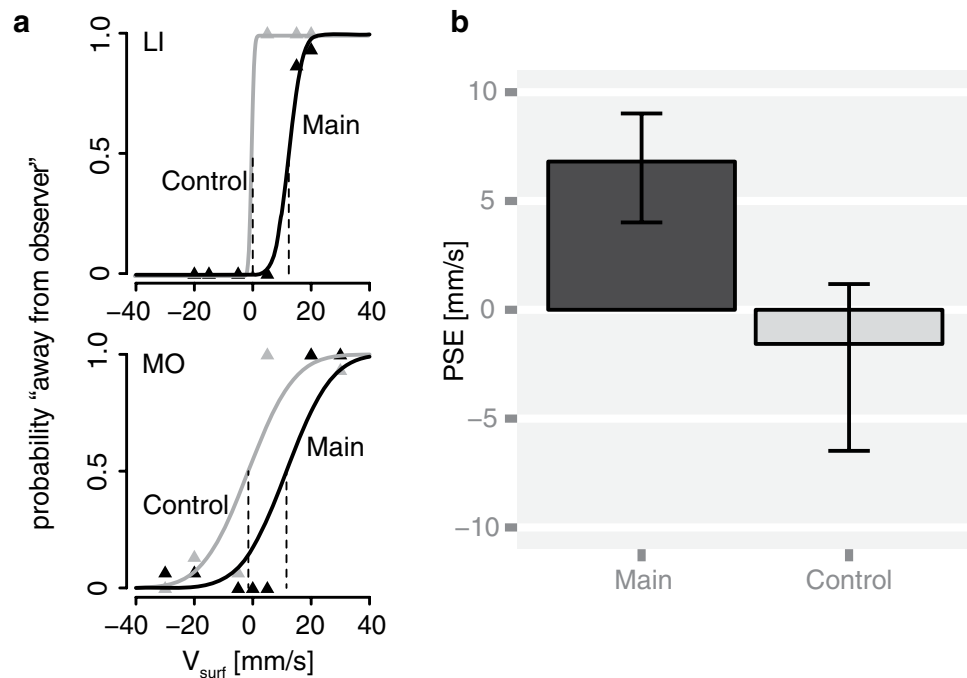 a
probability “away from observer”
LI
1.0
0.5
0
Control
Main
−40 −20 0 20 40
MO
1.0
0.5
0
Control
Main
−40 −20 0 20 40
Vsurf [mm/s]
b
PSE [mm/s]
10
5
0
−5
−10
Main Control